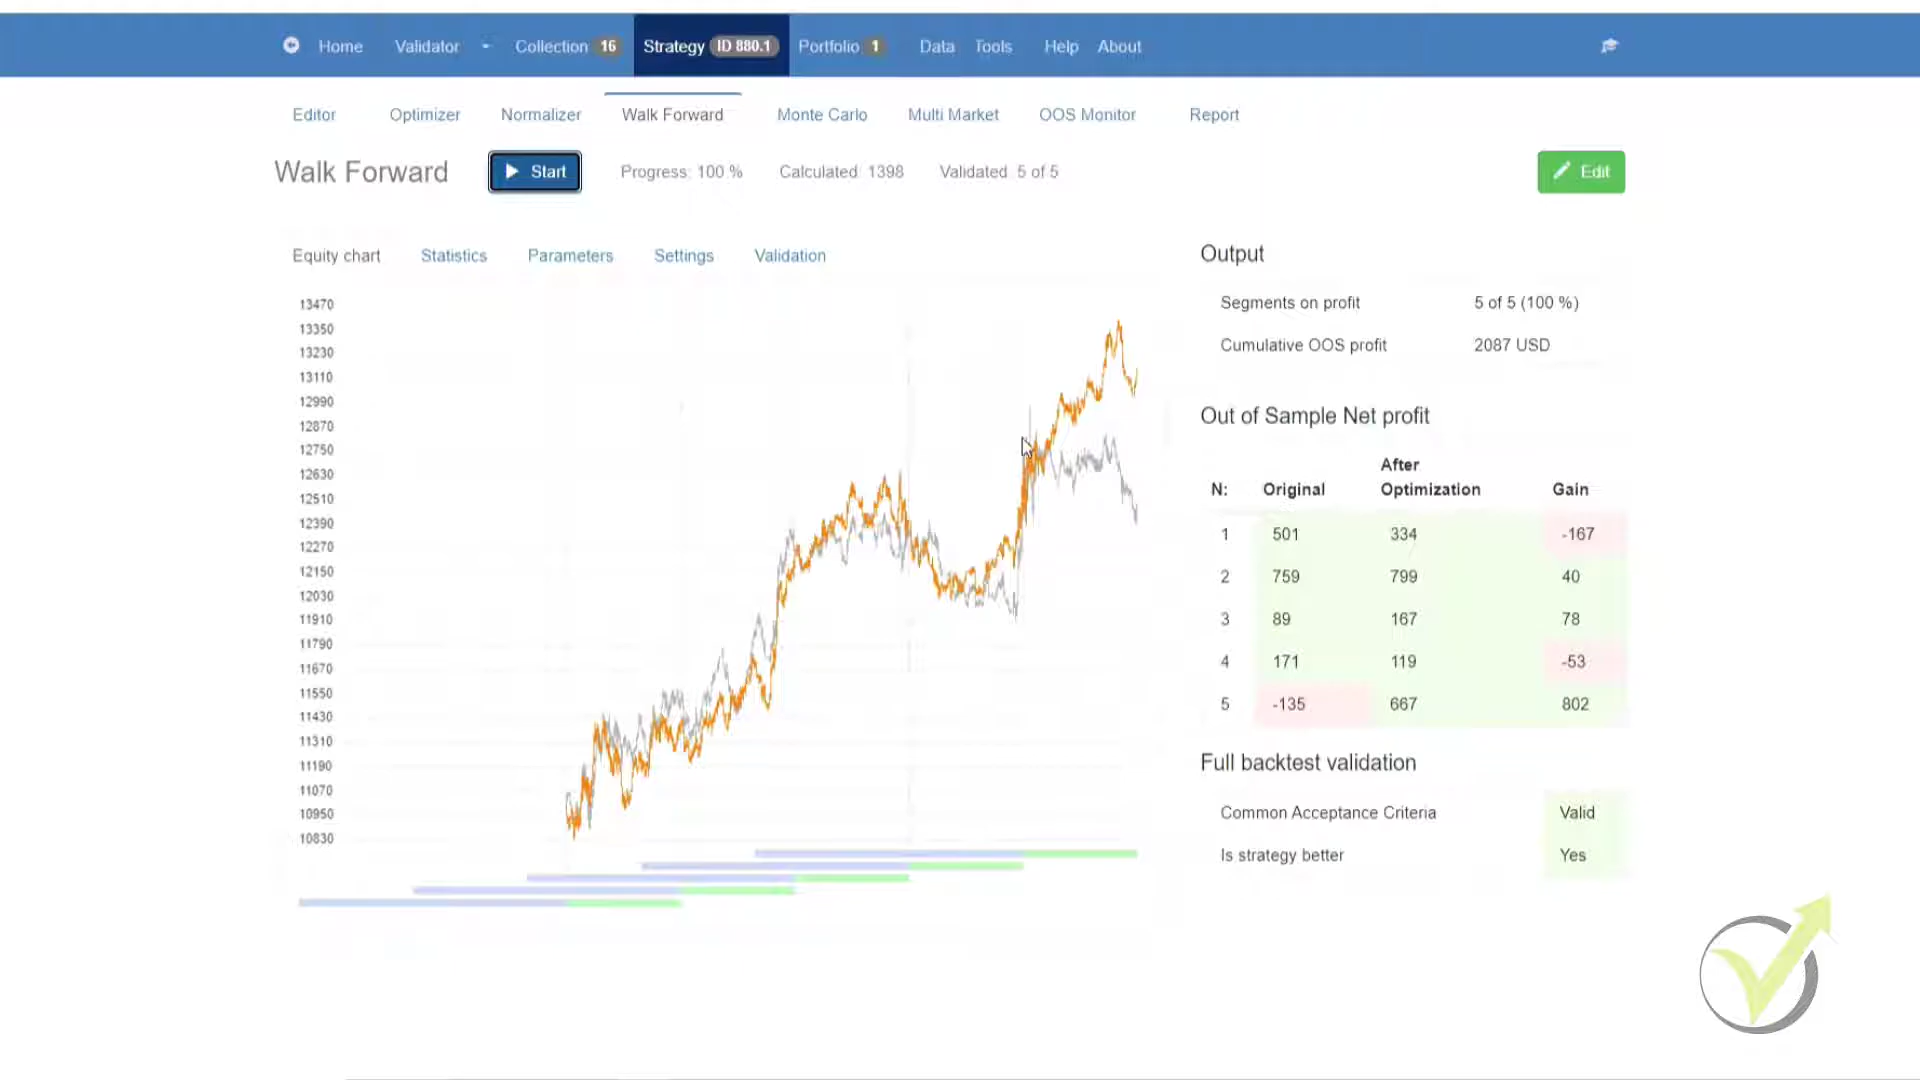 Home Validator Collection 16 Strategy ID 880.1 Portfolio 1 Data Tools Help About
Editor Optimizer Normalizer Walk Forward Monte Carlo Multi Market OOS Monitor Report
Walk Forward Start Progress: 100 % Calculated: 1398 Validated: 5 of 5 Edit
Equity chart Statistics Parameters Settings Validation
13470
13350
13230
13110
12990
12870
12750
12630
12510
12390
12270
12150
12030
11910
11790
11670
11550
11430
11310
11190
11070
10950
10830
Output
Segments on profit 5 of 5 (100 %)
Cumulative OOS profit 2087 USD
Out of Sample Net profit
N: Original After Optimization Gain
1 501 334 -167
2 759 799 40
3 89 167 78
4 171 119 -53
5 -135 667 802
Full backtest validation
Common Acceptance Criteria Valid
Is strategy better Yes